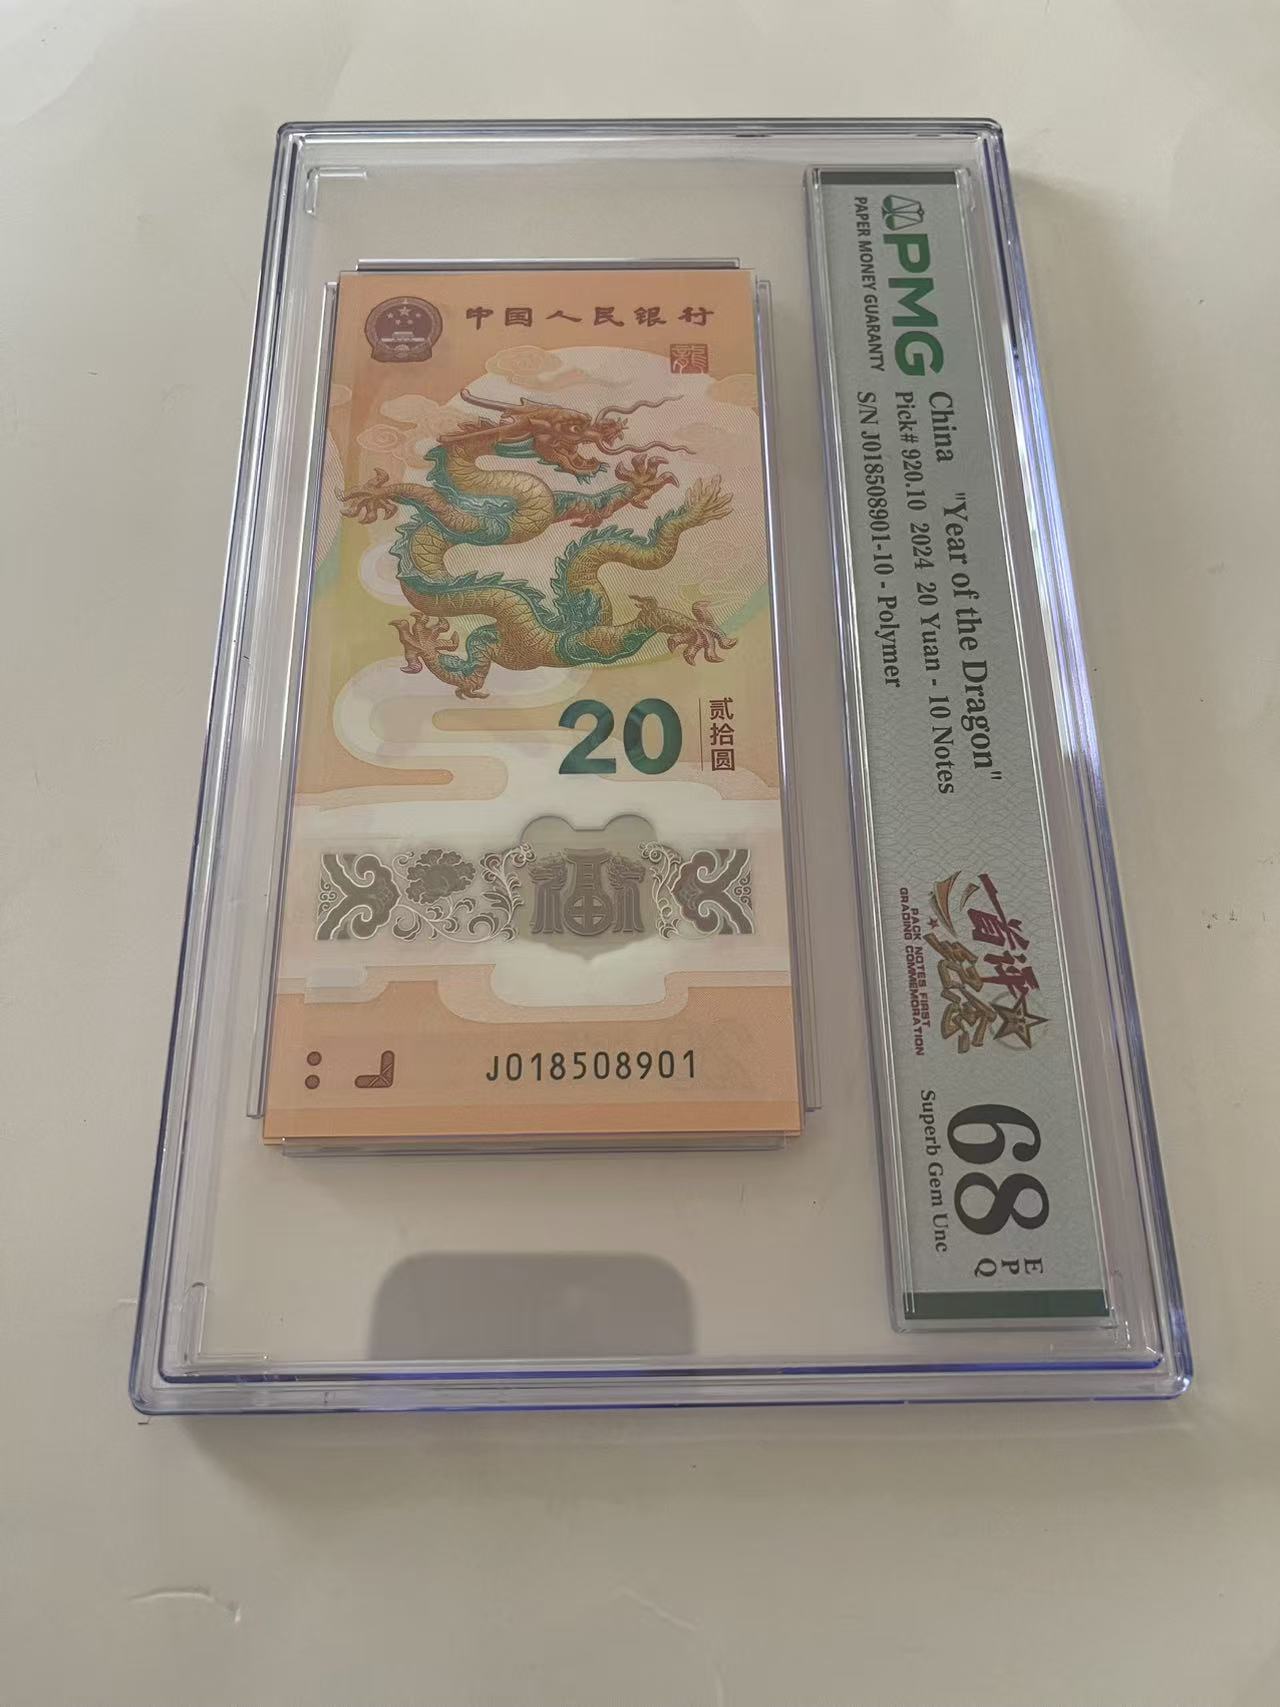 中国人民银行
龍
20
贰拾圆
福
J018508901
PMG
PAPER MONEY GUARANTY
China "Year of the Dragon"
Pick# 920.10 2024 20 Yuan - 10 Notes
S/N J018508901-10 - Polymer
首评
纪念
PACK NOTES FIRST
GRADING COMMEMORATION
68
EPQ
Superb Gem Unc